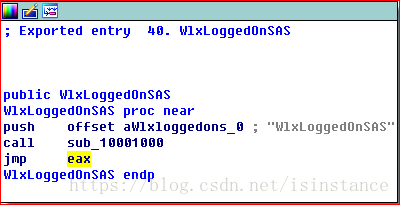 ; Exported entry  40. WlxLoggedOnSAS
public WlxLoggedOnSAS
WlxLoggedOnSAS proc near
push    offset aWlxloggedons_0 ; "WlxLoggedOnSAS"
call    sub_10001000
jmp     eax
WlxLoggedOnSAS endp
https://blog.csdn.net/isinstance